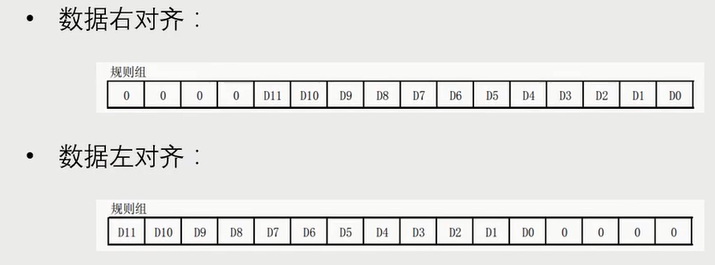 • 数据右对齐：
规则组
0 0 0 0 D11 D10 D9 D8 D7 D6 D5 D4 D3 D2 D1 D0
• 数据左对齐：
规则组
D11 D10 D9 D8 D7 D6 D5 D4 D3 D2 D1 D0 0 0 0 0